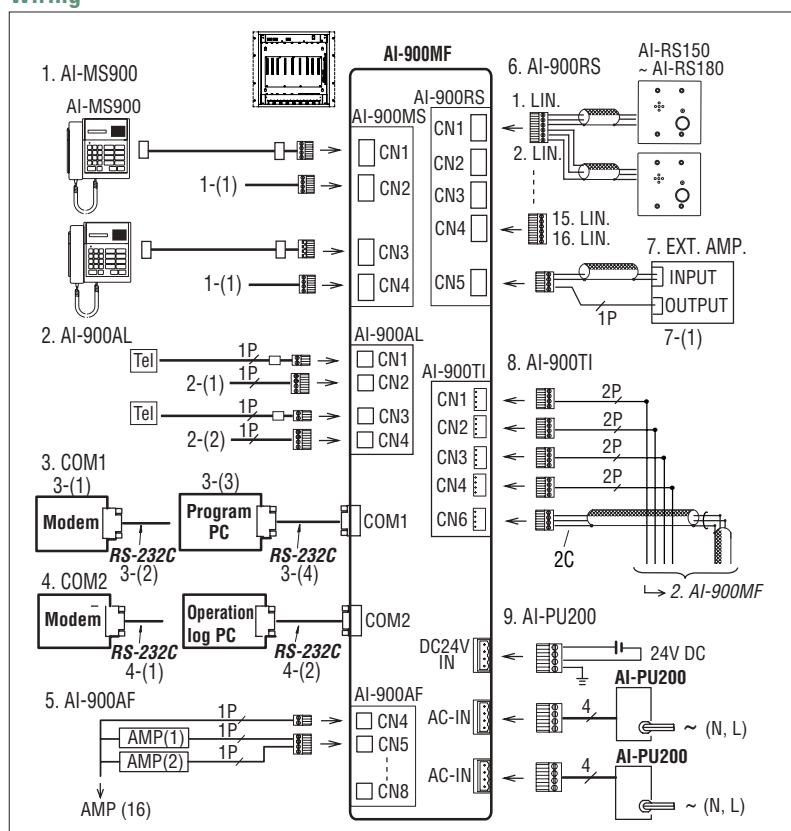 AI-900MF
1. AI-MS900
AI-MS900
AI-900MS
CN1
1-(1)
CN2
CN3
1-(1)
CN4
2. AI-900AL
AI-900AL
Tel
1P
CN1
2-(1)
1P
CN2
Tel
1P
CN3
2-(2)
1P
CN4
3. COM1
3-(1)
Modem
RS-232C
3-(2)
3-(3)
Program
PC
RS-232C
3-(4)
COM1
4. COM2
Modem
RS-232C
4-(1)
Operation
log PC
RS-232C
4-(2)
COM2
5. AI-900AF
AI-900AF
1P
CN4
AMP(1)
1P
CN5
AMP(2)
1P
CN8
AMP (16)
6. AI-900RS
AI-RS150
~ AI-RS180
AI-900RS
CN1
1. LIN.
CN2
2. LIN.
CN3
CN4
15. LIN.
16. LIN.
CN5
7. EXT. AMP.
INPUT
OUTPUT
1P
7-(1)
8. AI-900TI
AI-900TI
CN1
2P
CN2
2P
CN3
2P
CN4
2P
CN6
2C
2. AI-900MF
9. AI-PU200
DC24V
IN
24V DC
AI-PU200
AC-IN
4
~ (N, L)
AI-PU200
AC-IN
4
~ (N, L)